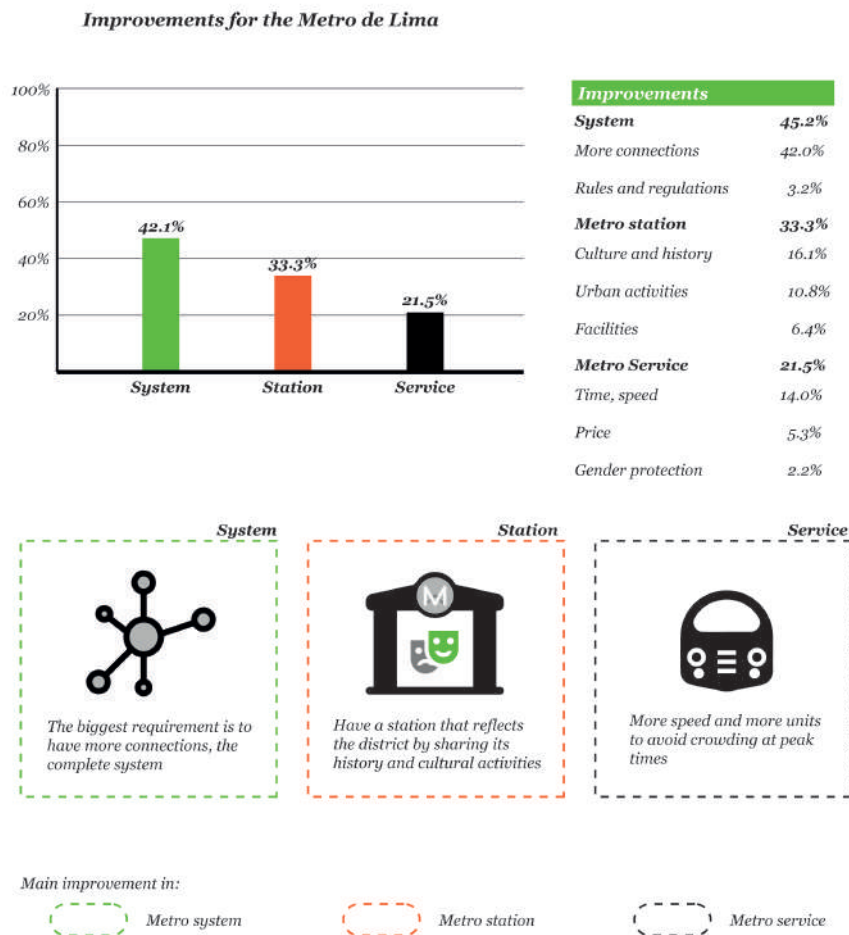 Improvements for the Metro de Lima
100%
80%
60%
40%
20%
42.1%
33.3%
21.5%
System
Station
Service
Improvements
System 45.2%
More connections 42.0%
Rules and regulations 3.2%
Metro station 33.3%
Culture and history 16.1%
Urban activities 10.8%
Facilities 6.4%
Metro Service 21.5%
Time, speed 14.0%
Price 5.3%
Gender protection 2.2%
System
The biggest requirement is to
have more connections, the
complete system
Station
M
Have a station that reflects
the district by sharing its
history and cultural activities
Service
More speed and more units
to avoid crowding at peak
times
Main improvement in:
Metro system
Metro station
Metro service